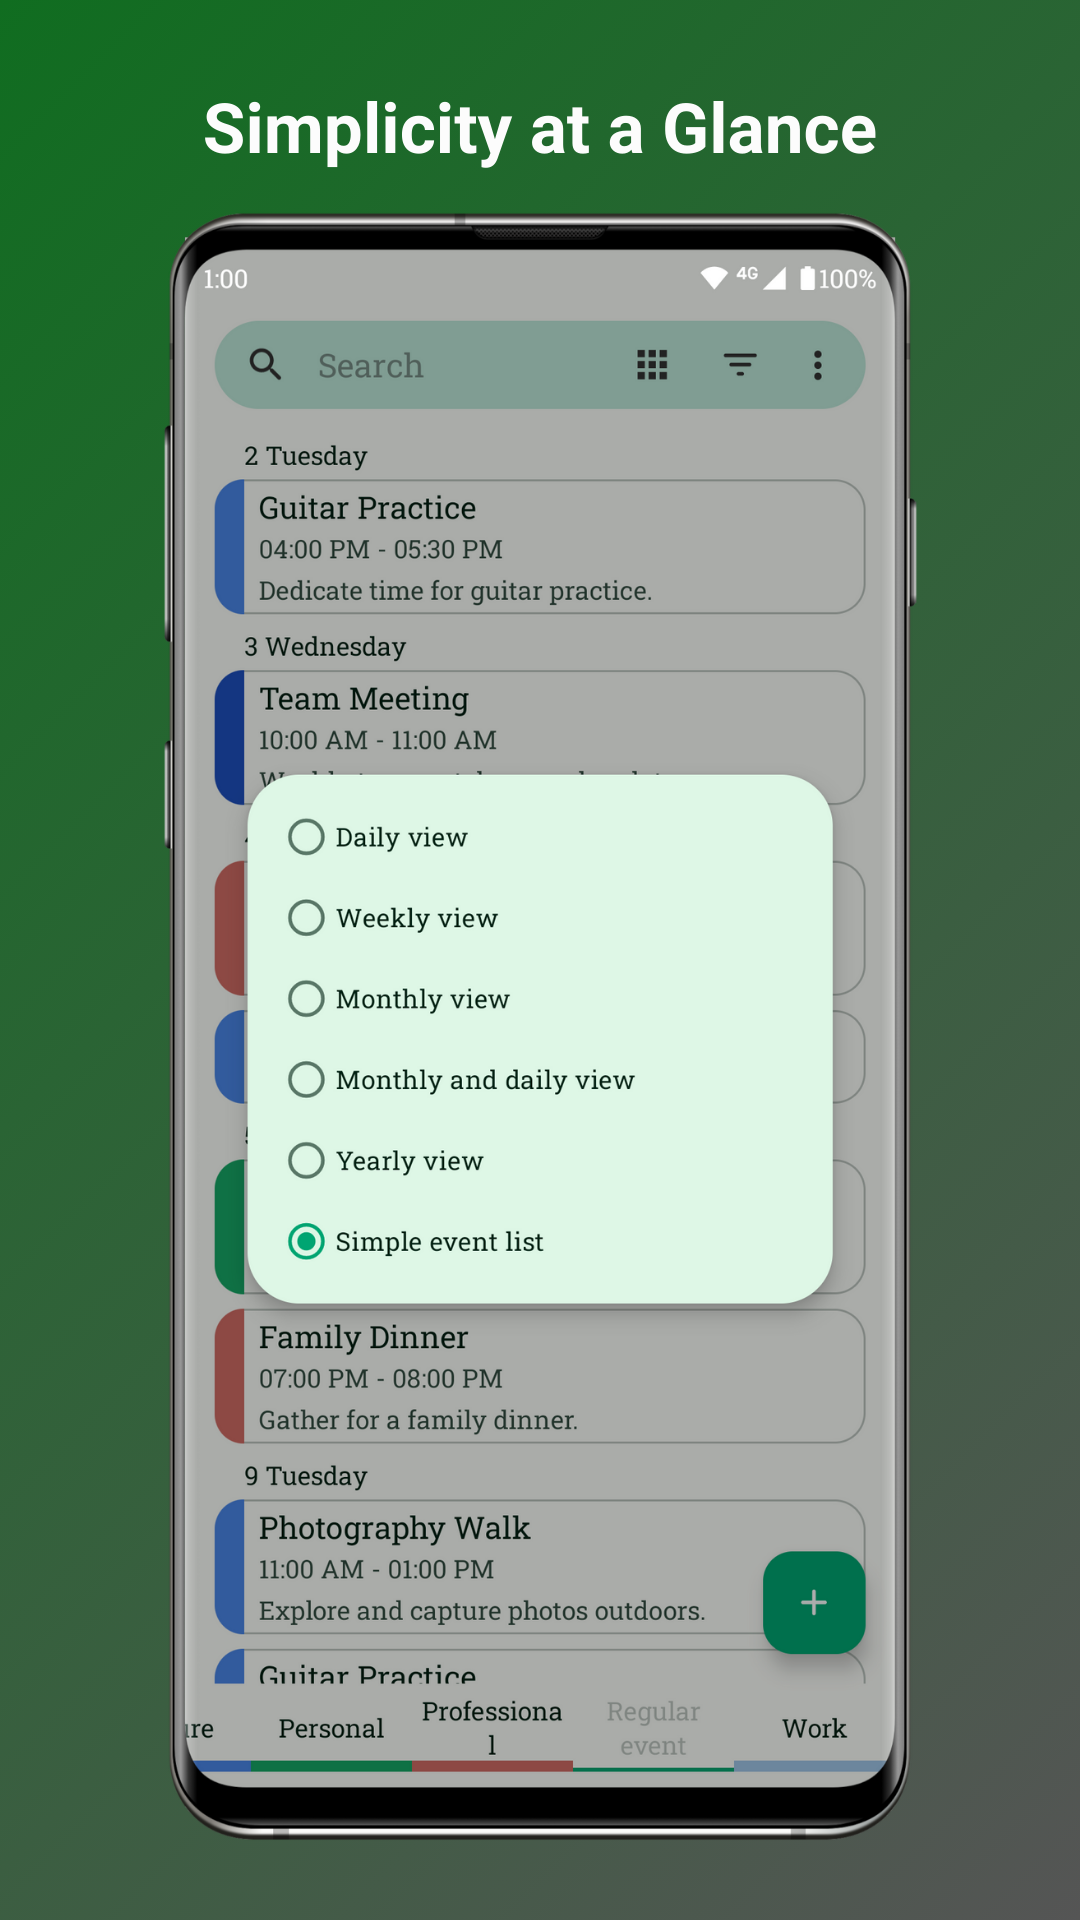 Simplicity at a Glance
1:00
4G
100%
Search
2 Tuesday
Guitar Practice
04:00 PM - 05:30 PM
Dedicate time for guitar practice.
3 Wednesday
Team Meeting
10:00 AM - 11:00 AM
Daily view
Weekly view
Monthly view
Monthly and daily view
Yearly view
Simple event list
Family Dinner
07:00 PM - 08:00 PM
Gather for a family dinner.
9 Tuesday
Photography Walk
11:00 AM - 01:00 PM
Explore and capture photos outdoors.
Guitar Practice
re
Personal
Professiona
l
Regular
event
Work